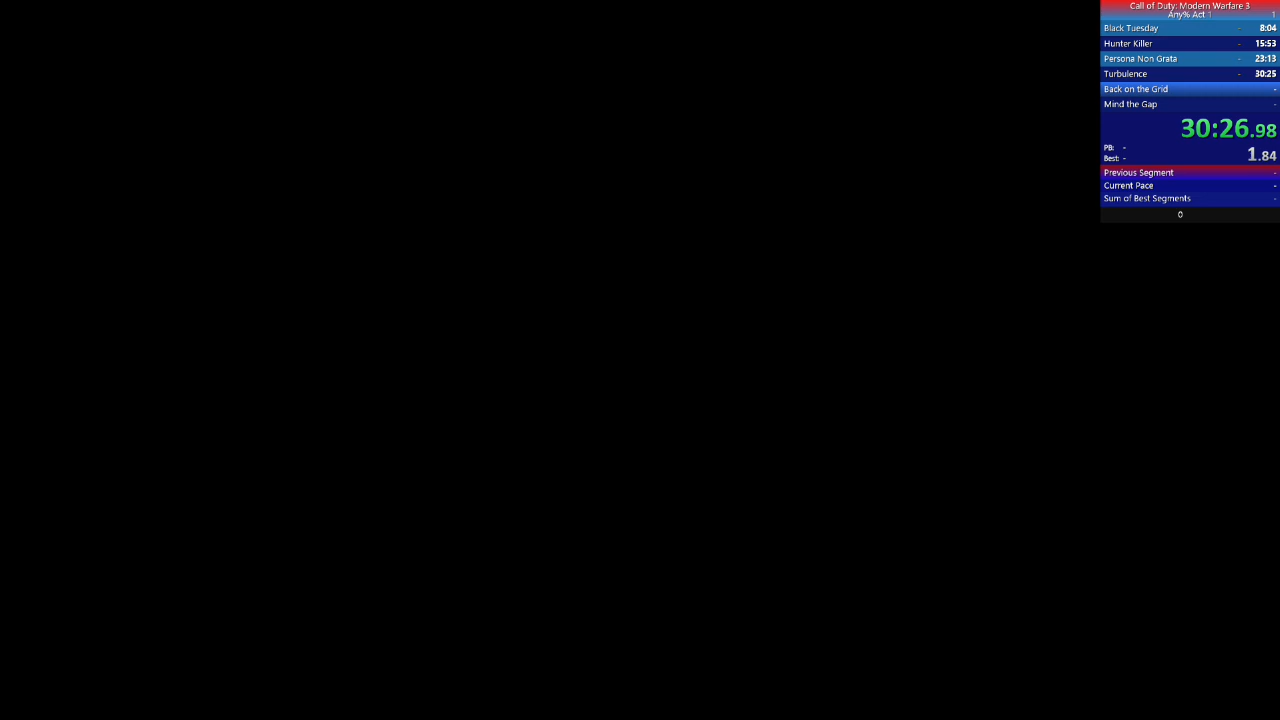 Call of Duty: Modern Warfare 3
Any% Act 1 1
Black Tuesday - 8:04
Hunter Killer - 15:53
Persona Non Grata - 23:13
Turbulence - 30:25
Back on the Grid -
Mind the Gap -
30:26.98
PB: -
Best: - 1.84
Previous Segment -
Current Pace -
Sum of Best Segments -
0